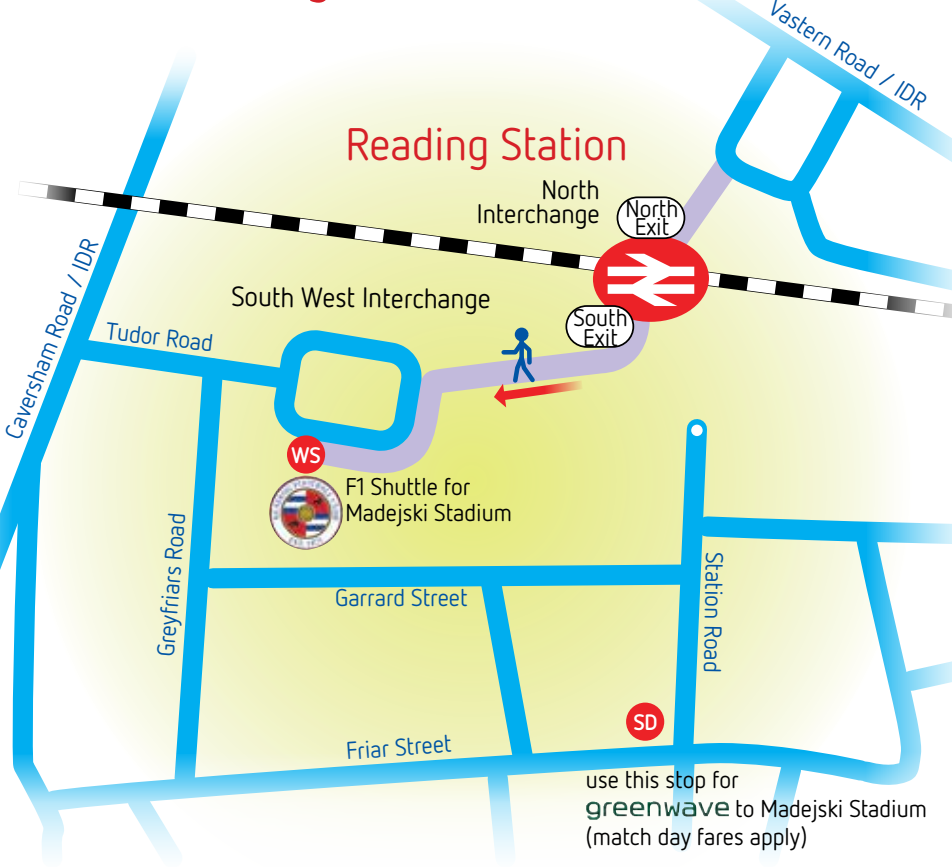 Vastern Road / IDR
Reading Station
North
Interchange
North
Exit
South West Interchange
South
Exit
Caversham Road / IDR
Tudor Road
WS
F1 Shuttle for
Madejski Stadium
Greyfriars Road
Garrard Street
Station Road
SD
Friar Street
use this stop for
greenwave to Madejski Stadium
(match day fares apply)